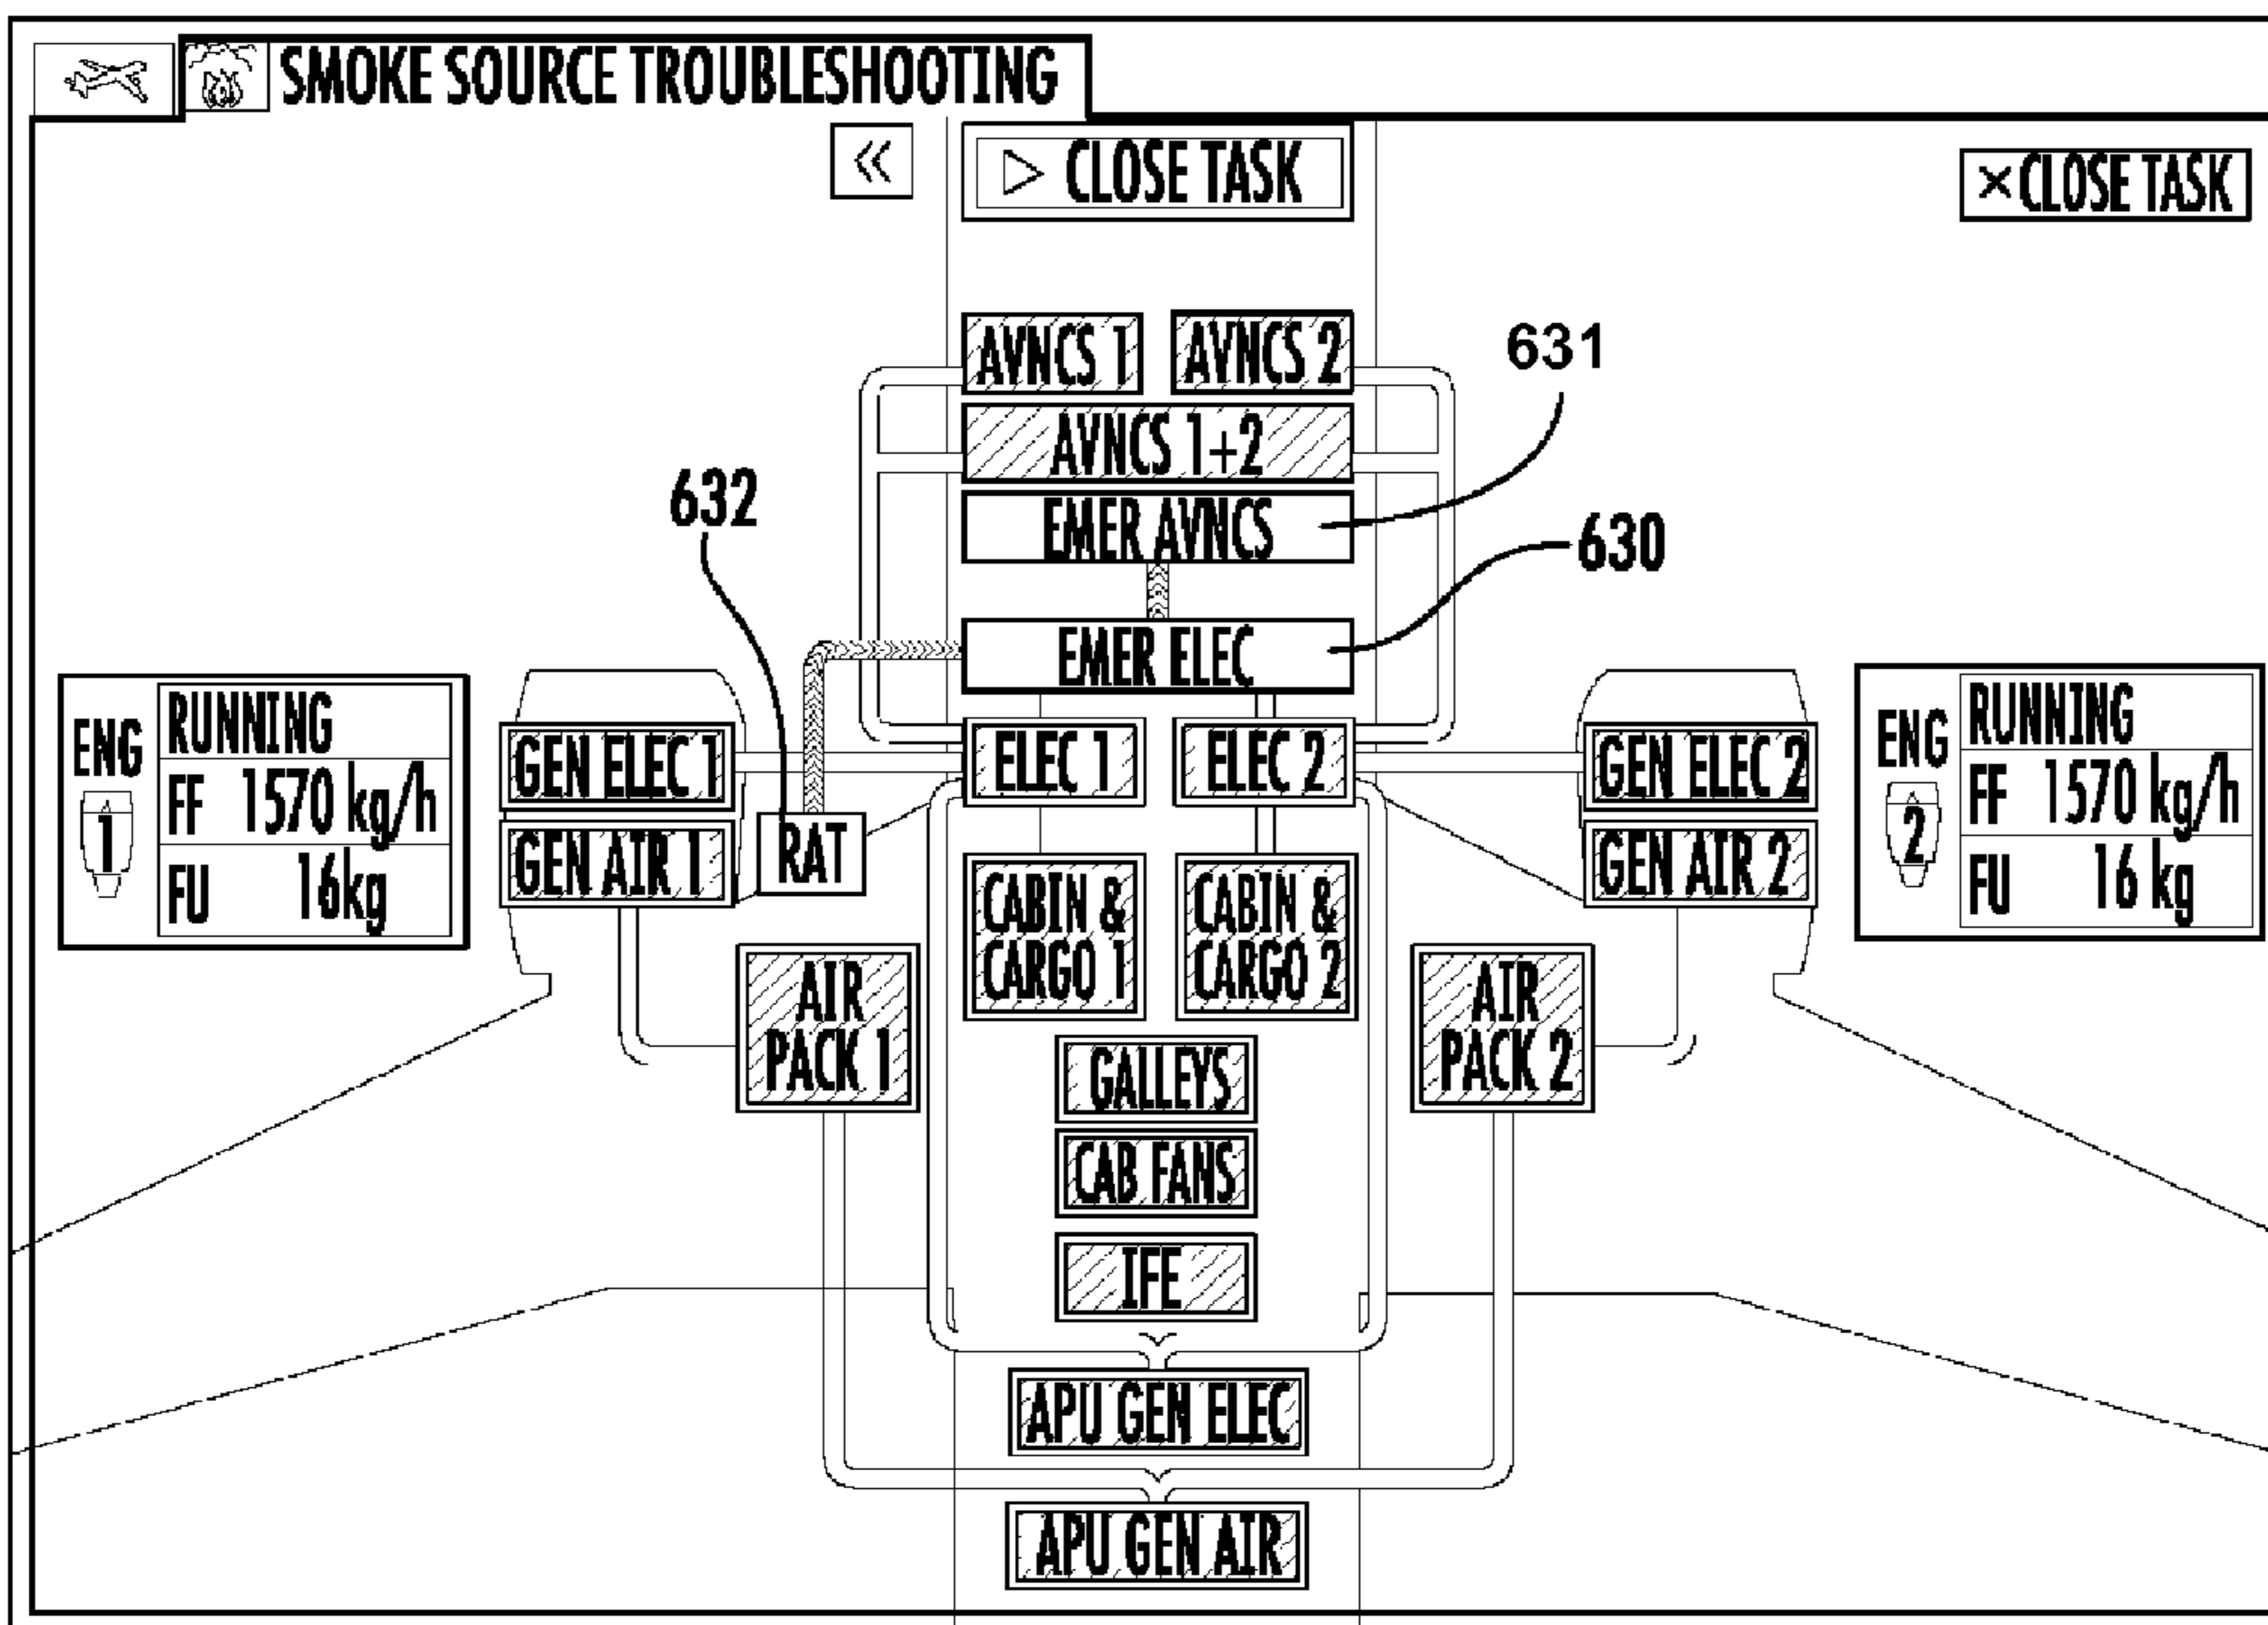 SMOKE SOURCE TROUBLESHOOTING
«
▷ CLOSE TASK
×CLOSE TASK
AVNCS 1
AVNCS 2
631
AVNCS 1+2
632
EMER AVNCS
630
EMER ELEC
ENG
1
RUNNING
FF 1570 kg/h
FU 16kg
GEN ELEC 1
ELEC 1
ELEC 2
GEN ELEC 2
ENG
2
RUNNING
FF 1570 kg/h
FU 16 kg
GEN AIR 1
RAT
GEN AIR 2
CABIN &
CARGO 1
CABIN &
CARGO 2
AIR
PACK 1
AIR
PACK 2
GALLEYS
CAB FANS
IFE
APU GEN ELEC
APU GEN AIR